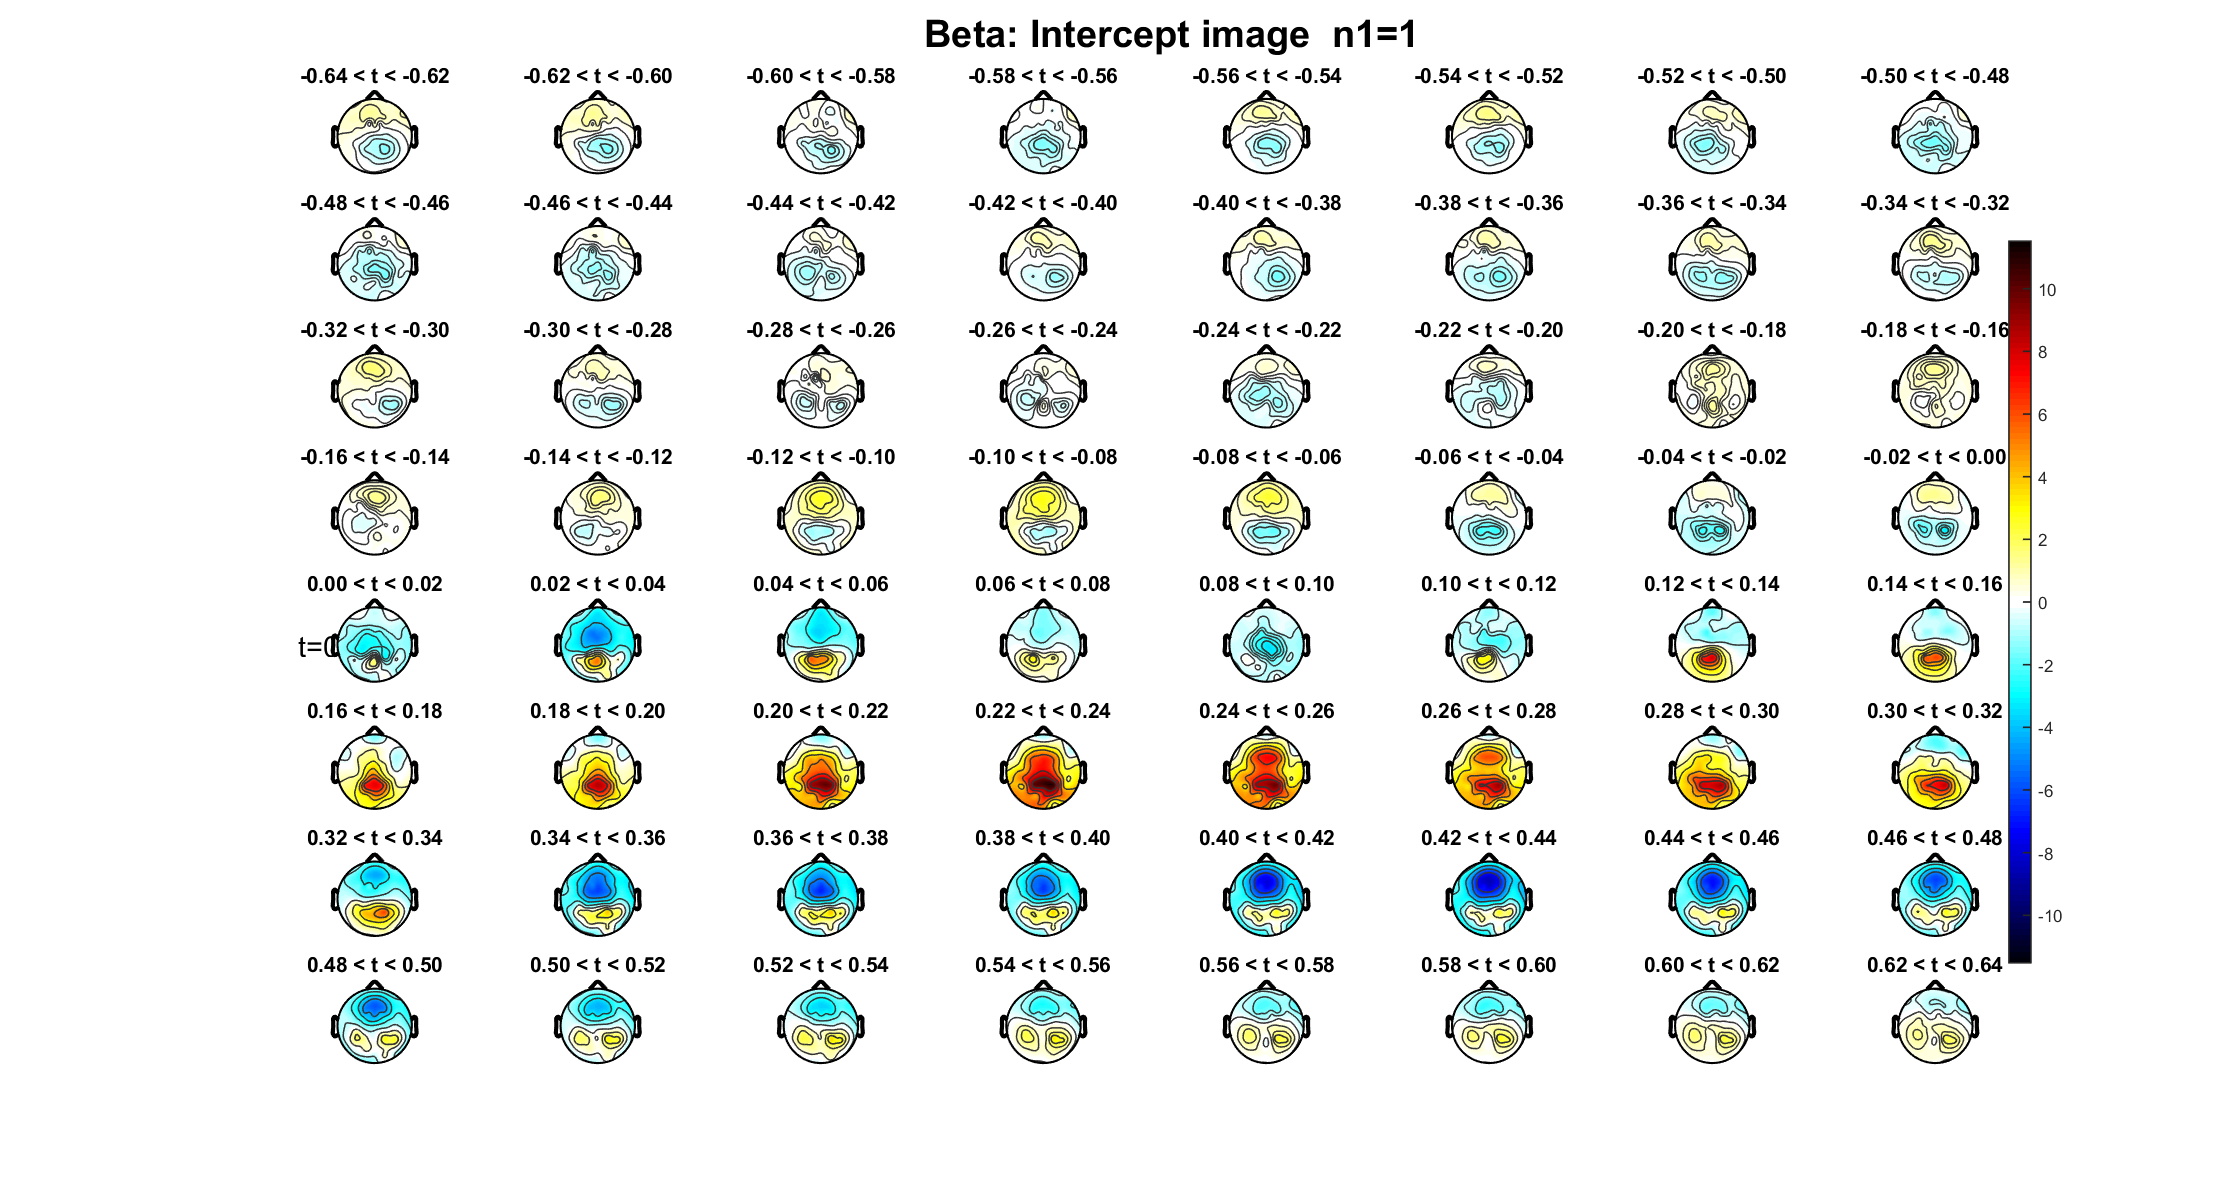 Beta: Intercept image  n1=1
-0.64 < t < -0.62
-0.62 < t < -0.60
-0.60 < t < -0.58
-0.58 < t < -0.56
-0.56 < t < -0.54
-0.54 < t < -0.52
-0.52 < t < -0.50
-0.50 < t < -0.48
-0.48 < t < -0.46
-0.46 < t < -0.44
-0.44 < t < -0.42
-0.42 < t < -0.40
-0.40 < t < -0.38
-0.38 < t < -0.36
-0.36 < t < -0.34
-0.34 < t < -0.32
-0.32 < t < -0.30
-0.30 < t < -0.28
-0.28 < t < -0.26
-0.26 < t < -0.24
-0.24 < t < -0.22
-0.22 < t < -0.20
-0.20 < t < -0.18
-0.18 < t < -0.16
-0.16 < t < -0.14
-0.14 < t < -0.12
-0.12 < t < -0.10
-0.10 < t < -0.08
-0.08 < t < -0.06
-0.06 < t < -0.04
-0.04 < t < -0.02
-0.02 < t < 0.00
0.00 < t < 0.02
0.02 < t < 0.04
0.04 < t < 0.06
0.06 < t < 0.08
0.08 < t < 0.10
0.10 < t < 0.12
0.12 < t < 0.14
0.14 < t < 0.16
t=0
0.16 < t < 0.18
0.18 < t < 0.20
0.20 < t < 0.22
0.22 < t < 0.24
0.24 < t < 0.26
0.26 < t < 0.28
0.28 < t < 0.30
0.30 < t < 0.32
0.32 < t < 0.34
0.34 < t < 0.36
0.36 < t < 0.38
0.38 < t < 0.40
0.40 < t < 0.42
0.42 < t < 0.44
0.44 < t < 0.46
0.46 < t < 0.48
0.48 < t < 0.50
0.50 < t < 0.52
0.52 < t < 0.54
0.54 < t < 0.56
0.56 < t < 0.58
0.58 < t < 0.60
0.60 < t < 0.62
0.62 < t < 0.64
10
8
6
4
2
0
-2
-4
-6
-8
-10